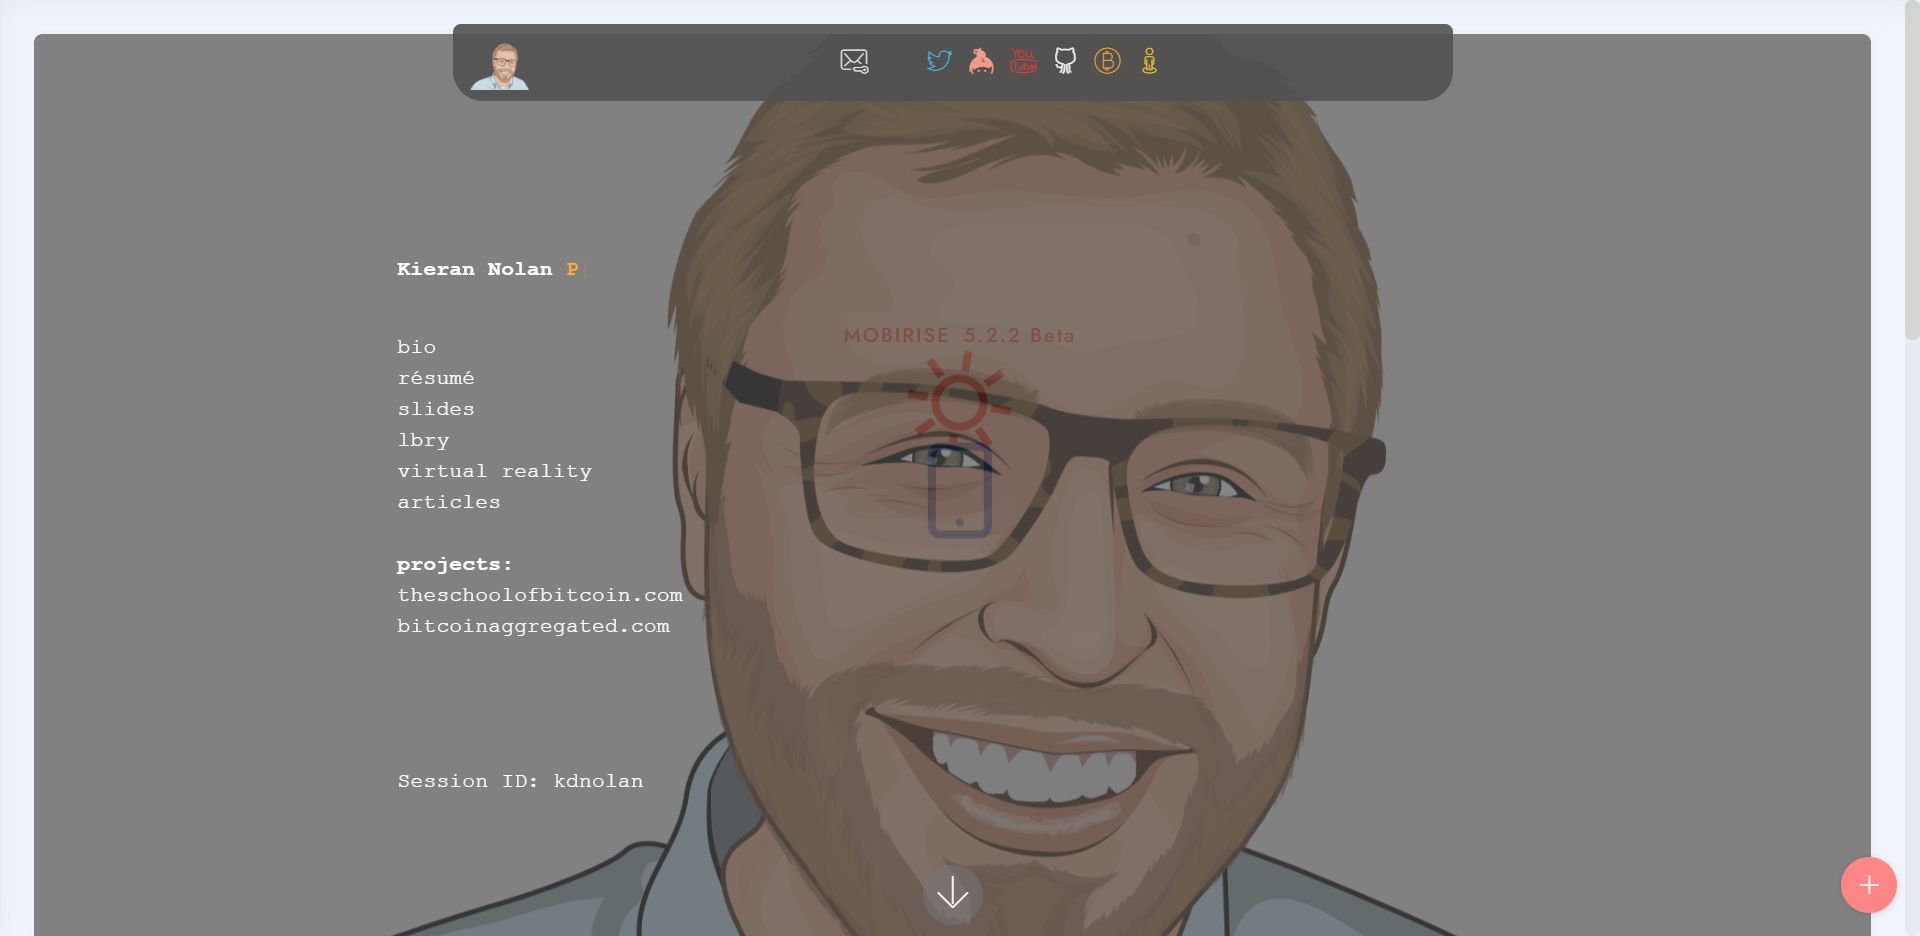 You
Tube
Kieran Nolan P
MOBIRISE 5.2.2 Beta
bio
résumé
slides
lbry
virtual reality
articles
projects:
theschoolofbitcoin.com
bitcoinaggregated.com
Session ID: kdnolan